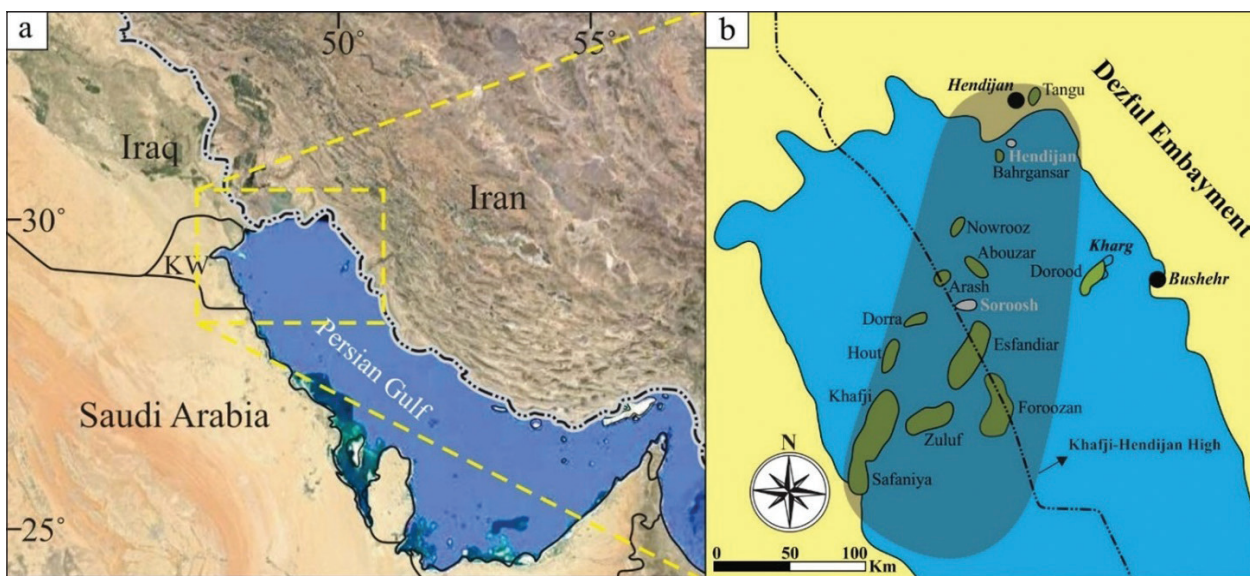 a
50°
55°
Iraq
Iran
30°
KW
Persian Gulf
Saudi Arabia
25°
b
Dezful Embayment
Hendijan
Tangu
Hendijan
Bahrgansar
Nowrooz
Abouzar
Kharg
Dorood
Arash
Bushehr
Soroosh
Dorra
Esfandiar
Hout
Khafji
Foroozan
Zuluf
Khafji-Hendijan High
N
Safaniya
0 50 100
Km